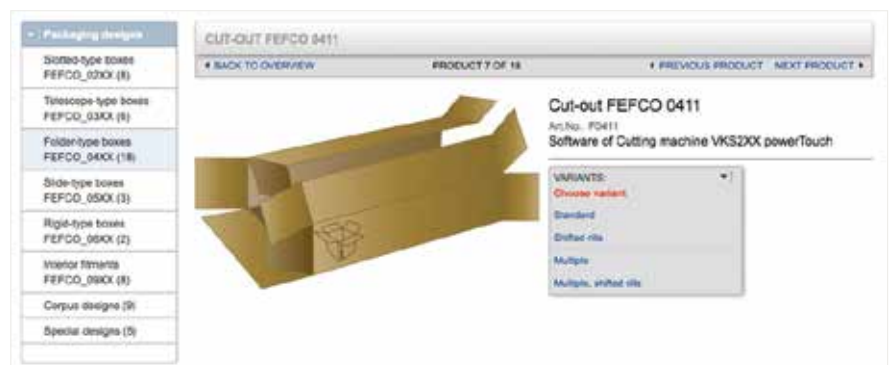 Packaging designs
Slotted-type boxes
FEFCO_02XX (8)
Telescope-type boxes
FEFCO_03XX (6)
Folder-type boxes
FEFCO_04XX (18)
Slide-type boxes
FEFCO_05XX (3)
Rigid-type boxes
FEFCO_06XX (2)
Interior fitments
FEFCO_09XX (8)
Corpus designs (9)
Special designs (5)
CUT-OUT FEFCO 0411
BACK TO OVERVIEW PRODUCT 7 OF 18 PREVIOUS PRODUCT NEXT PRODUCT
Cut-out FEFCO 0411
Art.No. F0411
Software of Cutting machine VKS2XX powerTouch
VARIANTS:
Choose variant
Standard
Shifted rills
Multiple
Multiple, shifted rills